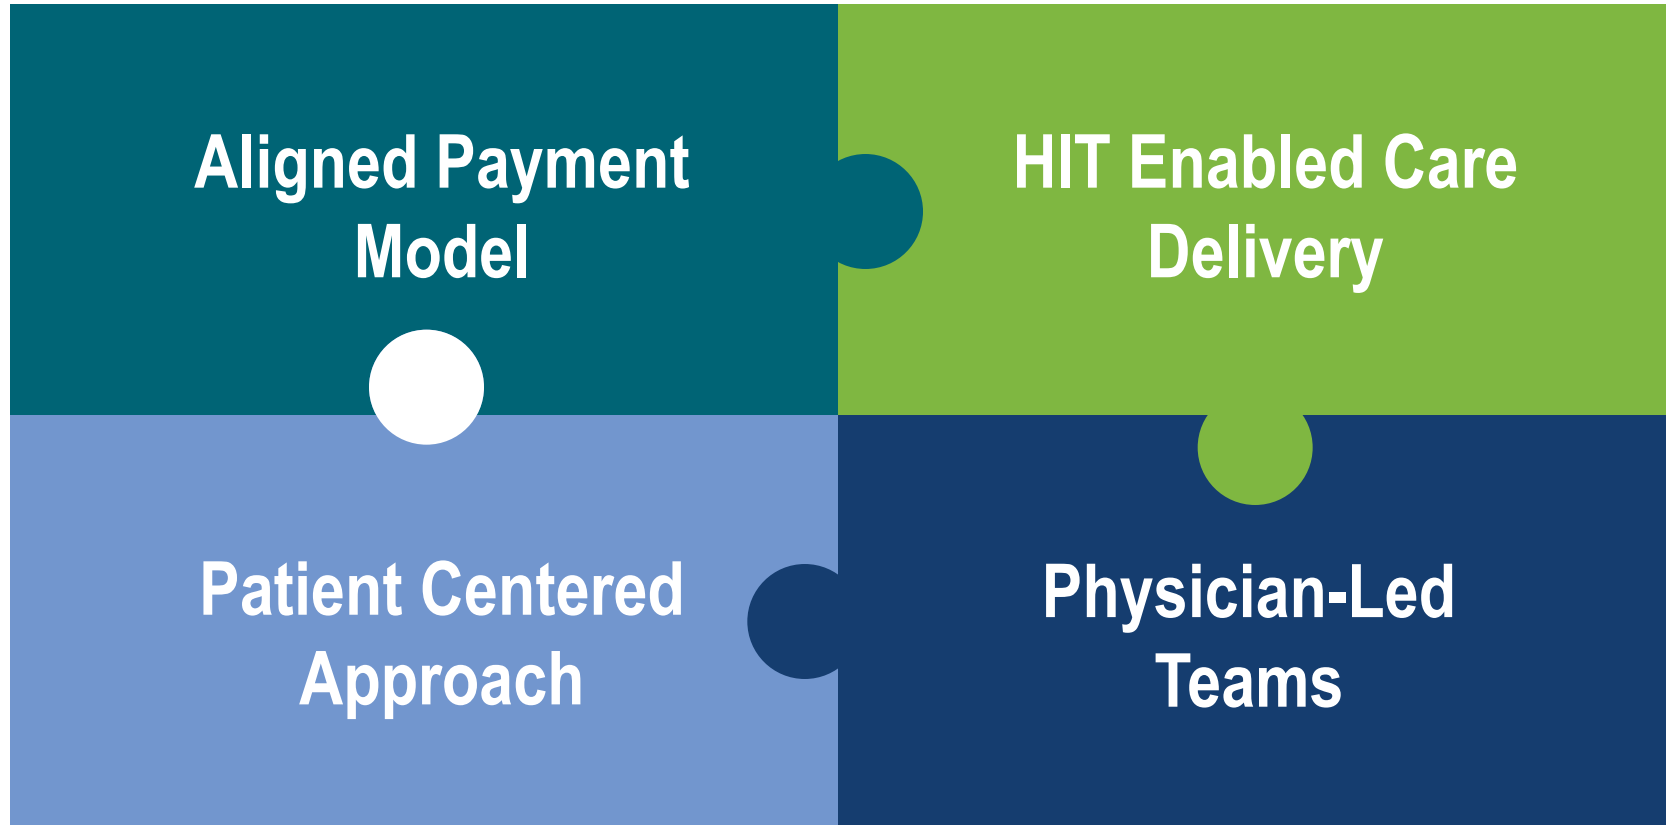 Aligned Payment
Model
HIT Enabled Care
Delivery
Patient Centered
Approach
Physician-Led
Teams